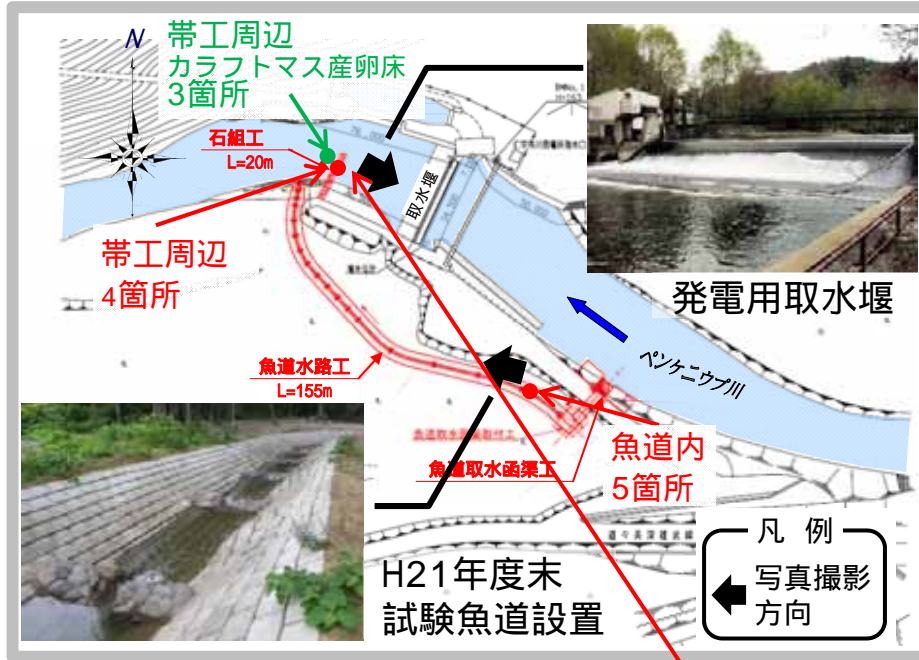 N
帯工周辺
カラフトマス産卵床
3箇所
石組工
L=20m
取水堰
帯工周辺
4箇所
発電用取水堰
ペンケニウプ川
魚道水路工
L=155m
魚道内
5箇所
魚道取水函渠工
H21年度末
試験魚道設置
凡 例
写真撮影
方向